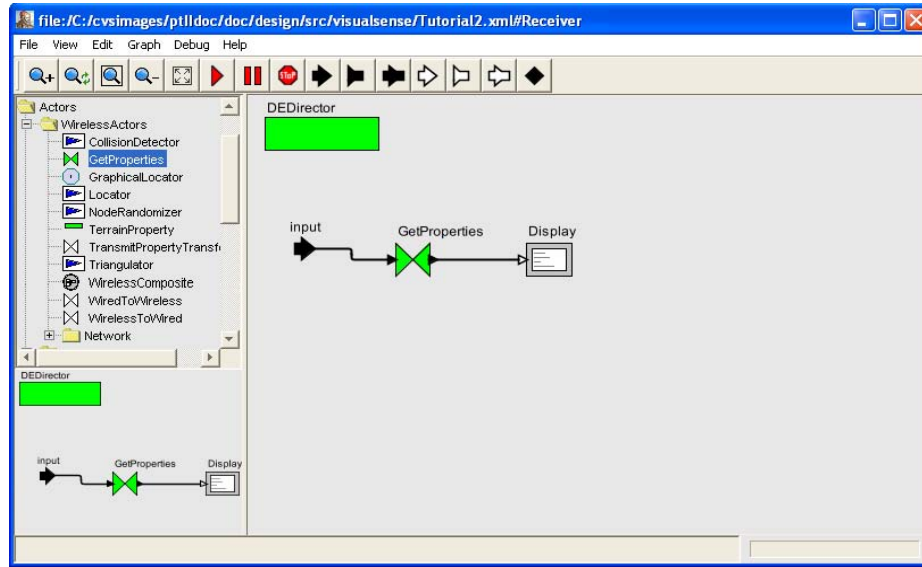 file:/C:/cvsimages/ptIIdoc/doc/design/src/visualsense/Tutorial2.xml#Receiver
File View Edit Graph Debug Help
STOP
Actors
WirelessActors
CollisionDetector
GetProperties
GraphicalLocator
Locator
NodeRandomizer
TerrainProperty
TransmitPropertyTransf
Triangulator
WirelessComposite
WiredToWireless
WirelessToWired
Network
DEDirector
input
GetProperties
Display
DEDirector
input
GetProperties
Display